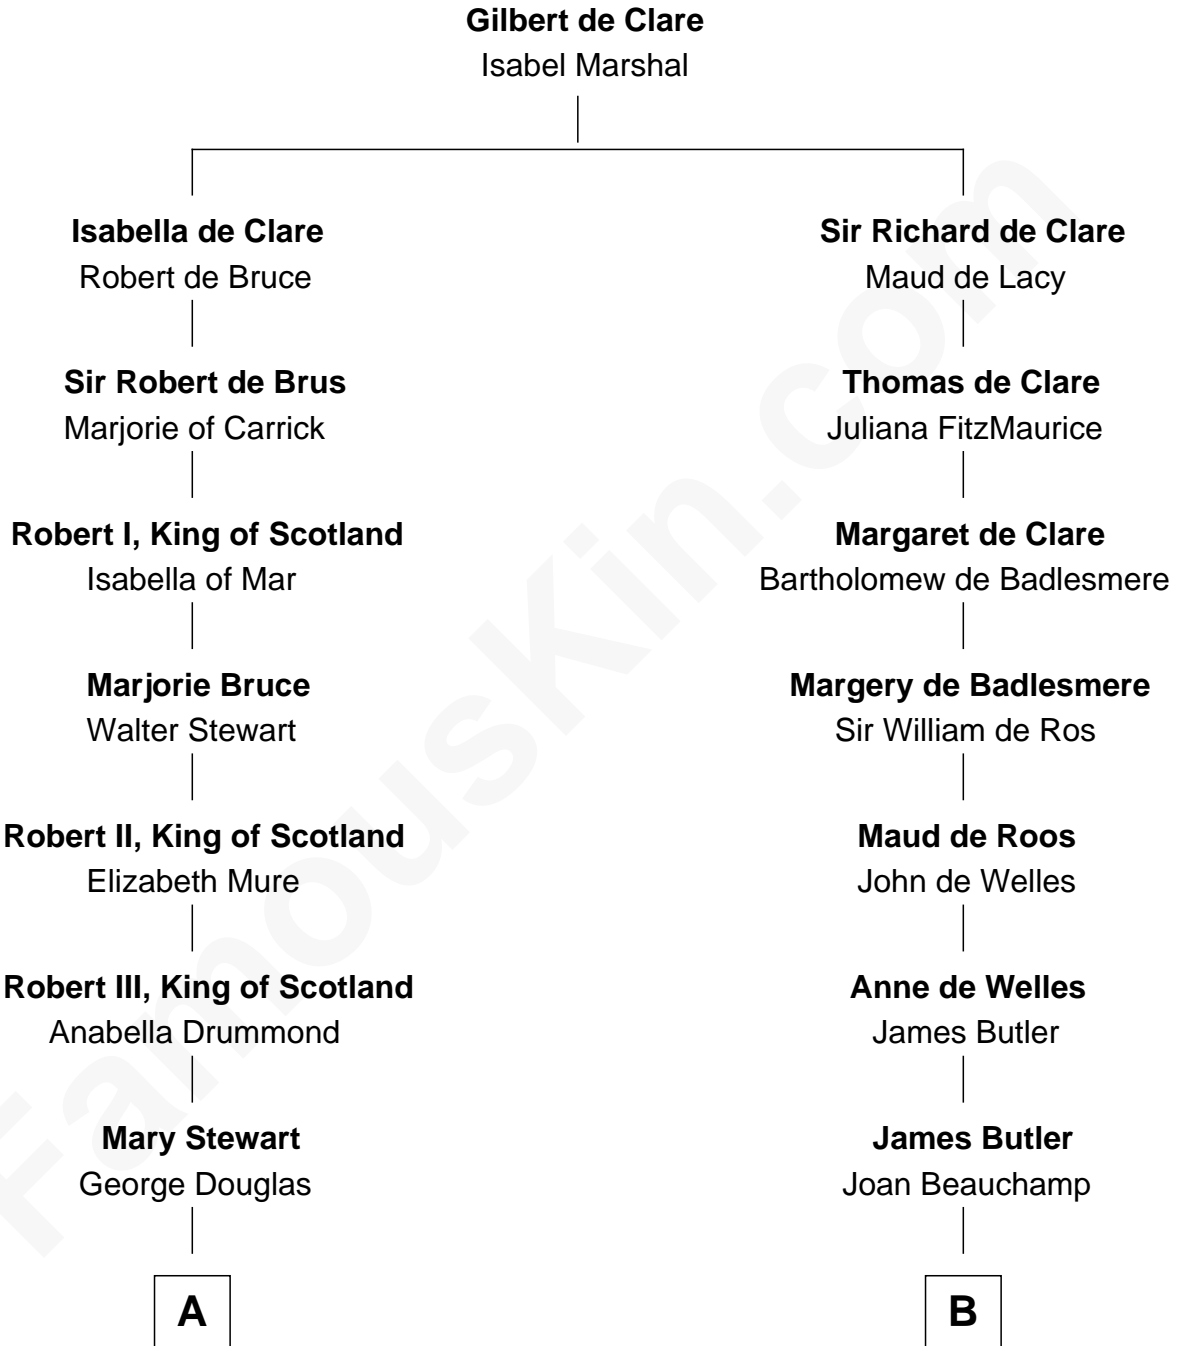 Gilbert de Clare
Isabel Marshal
Isabella de Clare
Robert de Bruce
Sir Richard de Clare
Maud de Lacy
Sir Robert de Brus
Marjorie of Carrick
Thomas de Clare
Juliana FitzMaurice
Robert I, King of Scotland
Isabella of Mar
Margaret de Clare
Bartholomew de Badlesmere
Marjorie Bruce
Walter Stewart
Margery de Badlesmere
Sir William de Ros
Robert II, King of Scotland
Elizabeth Mure
Maud de Roos
John de Welles
Robert III, King of Scotland
Anabella Drummond
Anne de Welles
James Butler
Mary Stewart
George Douglas
James Butler
Joan Beauchamp
A
B
FamousKin.com